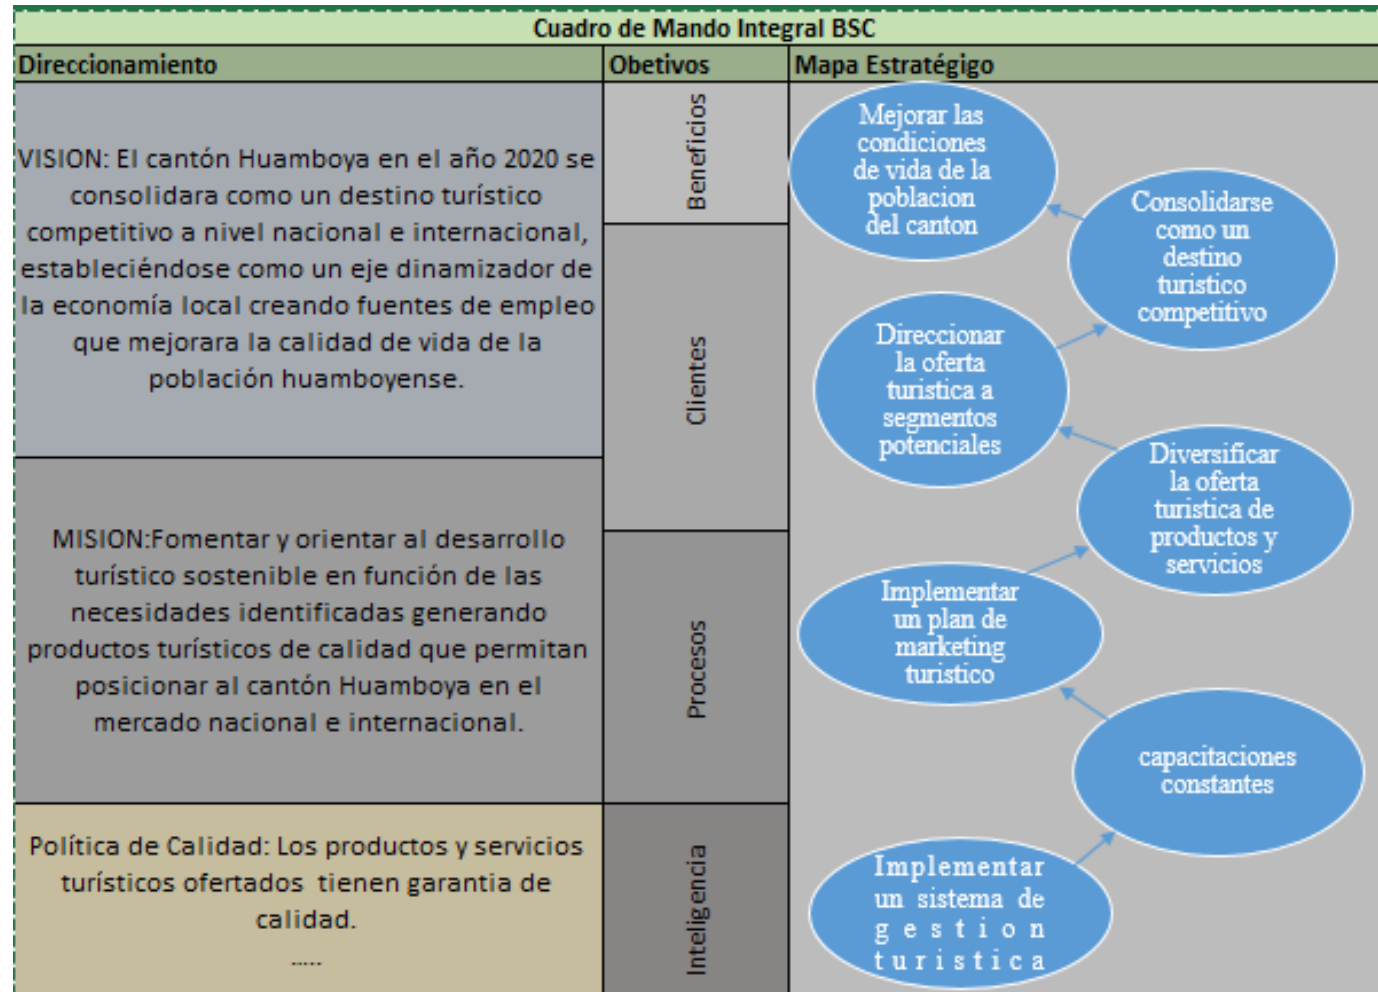 Cuadro de Mando Integral BSC
Direccionamiento
Obetivos
Mapa Estratégigo
VISION: El cantón Huamboya en el año 2020 se
consolidara como un destino turístico
competitivo a nivel nacional e internacional,
estableciéndose como un eje dinamizador de
la economía local creando fuentes de empleo
que mejorara la calidad de vida de la
población huamboyense.
MISION:Fomentar y orientar al desarrollo
turístico sostenible en función de las
necesidades identificadas generando
productos turísticos de calidad que permitan
posicionar al cantón Huamboya en el
mercado nacional e internacional.
Política de Calidad: Los productos y servicios
turísticos ofertados tienen garantia de
calidad.
.....
Beneficios
Clientes
Procesos
Inteligencia
Mejorar las
condiciones
de vida de la
poblacion
del canton
Consolidarse
como un
destino
turistico
competitivo
Direccionar
la oferta
turistica a
segmentos
potenciales
Diversificar
la oferta
turistica de
productos y
servicios
Implementar
un plan de
marketing
turistico
capacitaciones
constantes
Implementar
un sistema de
gestion
turistica